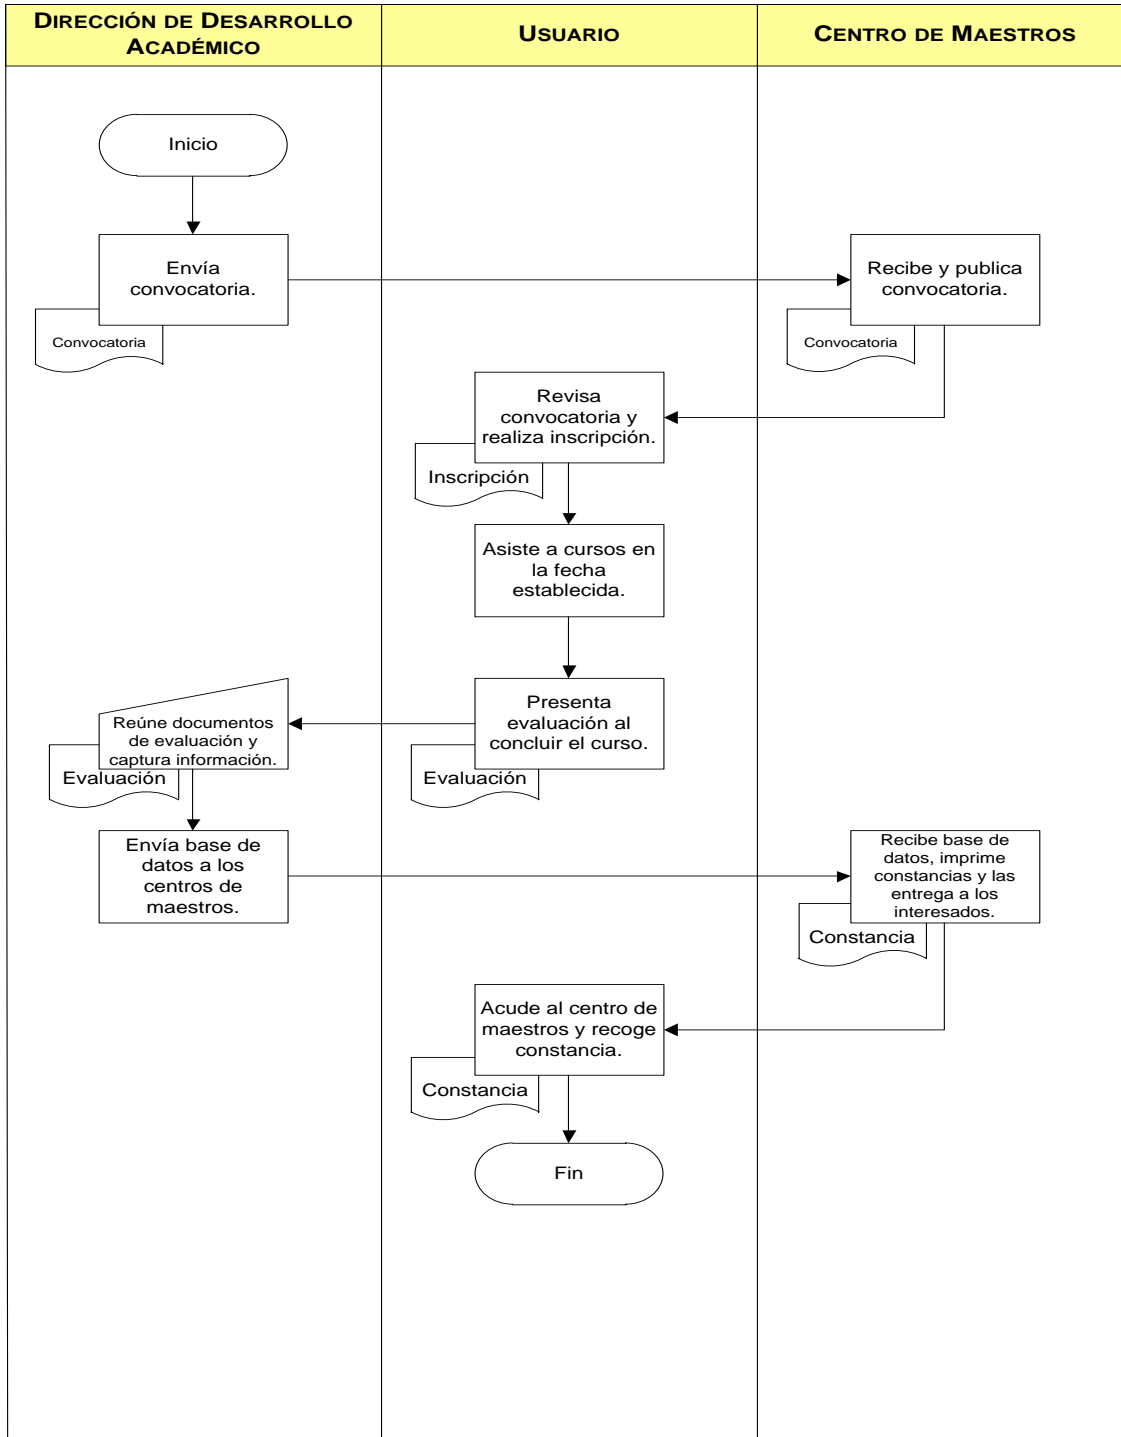 DIRECCIÓN DE DESARROLLO
ACADÉMICO
USUARIO
CENTRO DE MAESTROS
Inicio
Envía
convocatoria.
Convocatoria
Recibe y publica
convocatoria.
Convocatoria
Revisa
convocatoria y
realiza inscripción.
Inscripción
Asiste a cursos en
la fecha
establecida.
Presenta
evaluación al
concluir el curso.
Evaluación
Reúne documentos
de evaluación y
captura información.
Evaluación
Envía base de
datos a los
centros de
maestros.
Recibe base de
datos, imprime
constancias y las
entrega a los
interesados.
Constancia
Acude al centro de
maestros y recoge
constancia.
Constancia
Fin